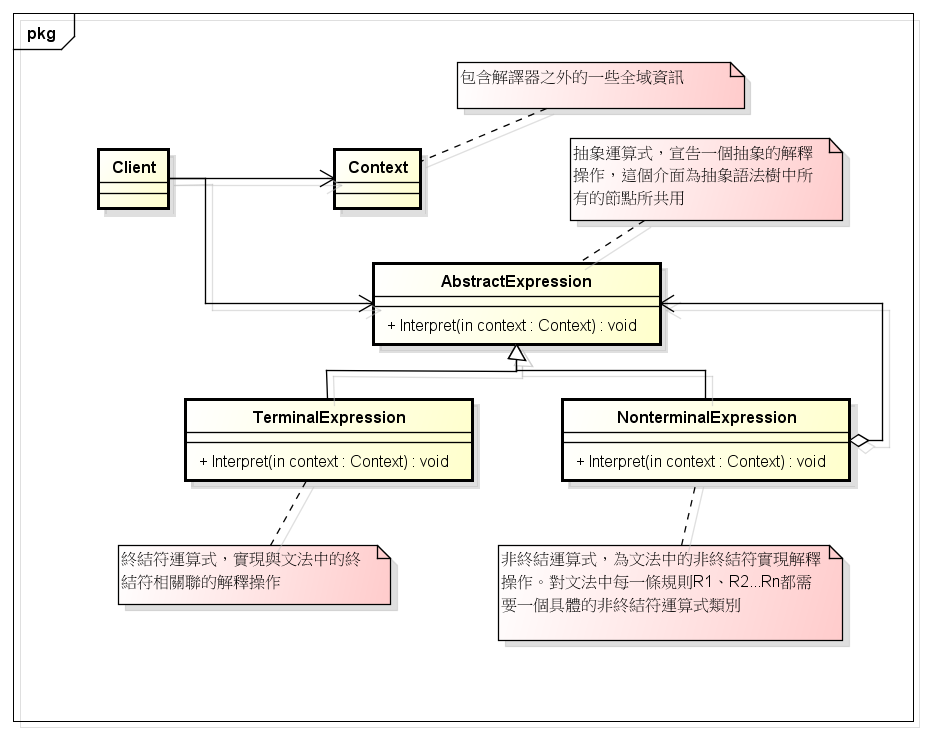 pkg
包含解譯器之外的一些全域資訊
Client
Context
抽象運算式，宣告一個抽象的解釋
操作，這個介面為抽象語法樹中所
有的節點所共用
AbstractExpression
+ Interpret(in context : Context) : void
TerminalExpression
+ Interpret(in context : Context) : void
NonterminalExpression
+ Interpret(in context : Context) : void
終結符運算式，實現與文法中的終
結符相關聯的解釋操作
非終結運算式，為文法中的非終結符實現解釋
操作。對文法中每一條規則R1、R2...Rn都需
要一個具體的非終結符運算式類別